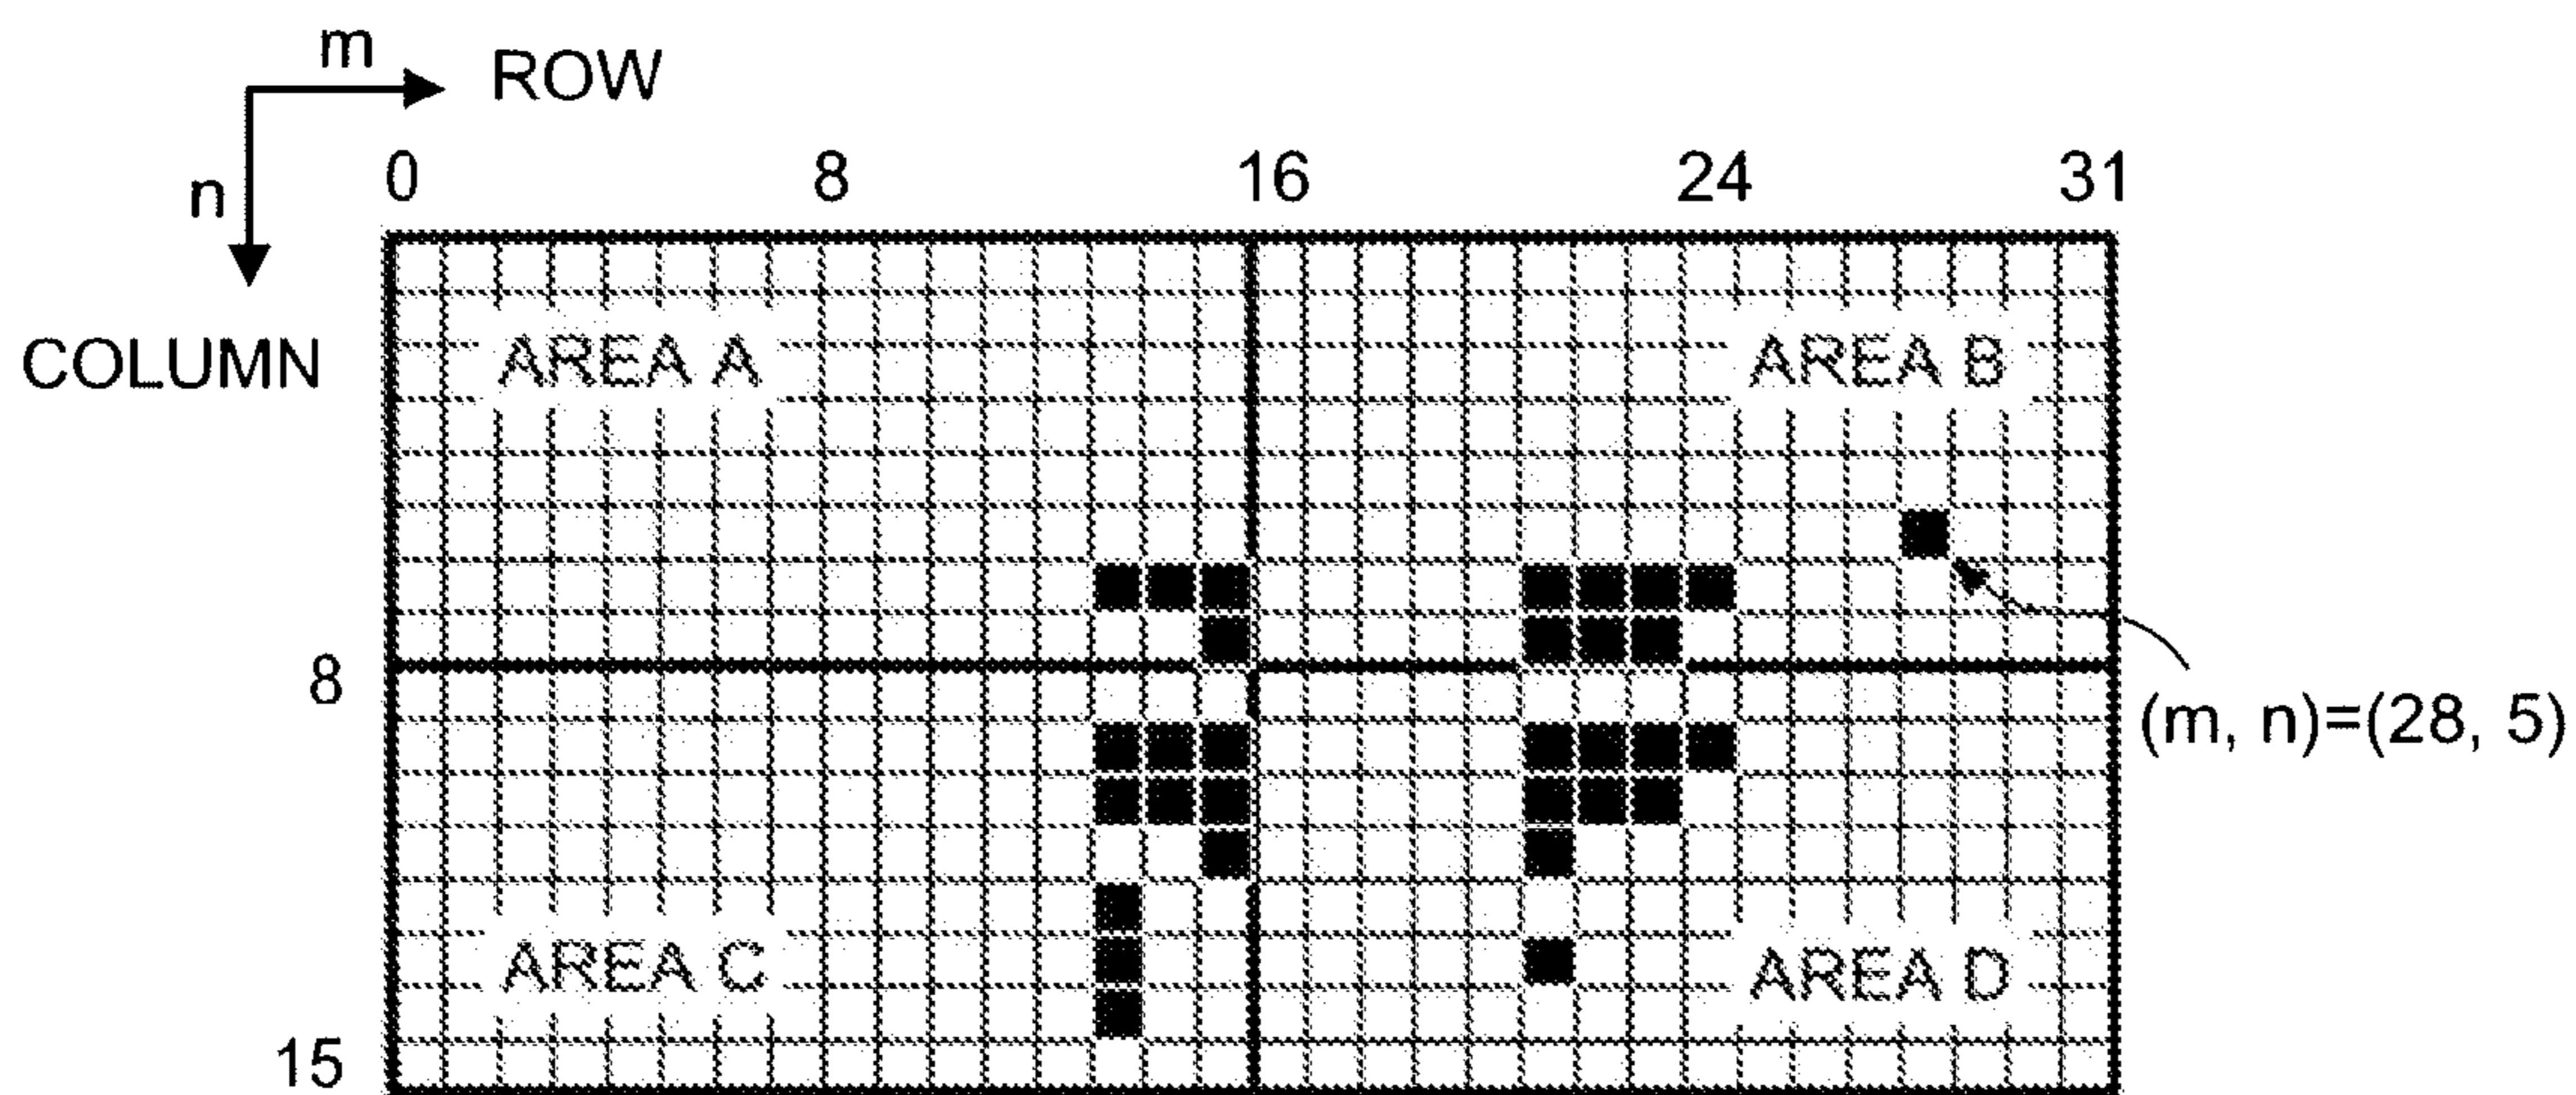 m
ROW
n
0 8 16 24 31
COLUMN
AREA A
AREA B
8
(m, n)=(28, 5)
AREA C
AREA D
15